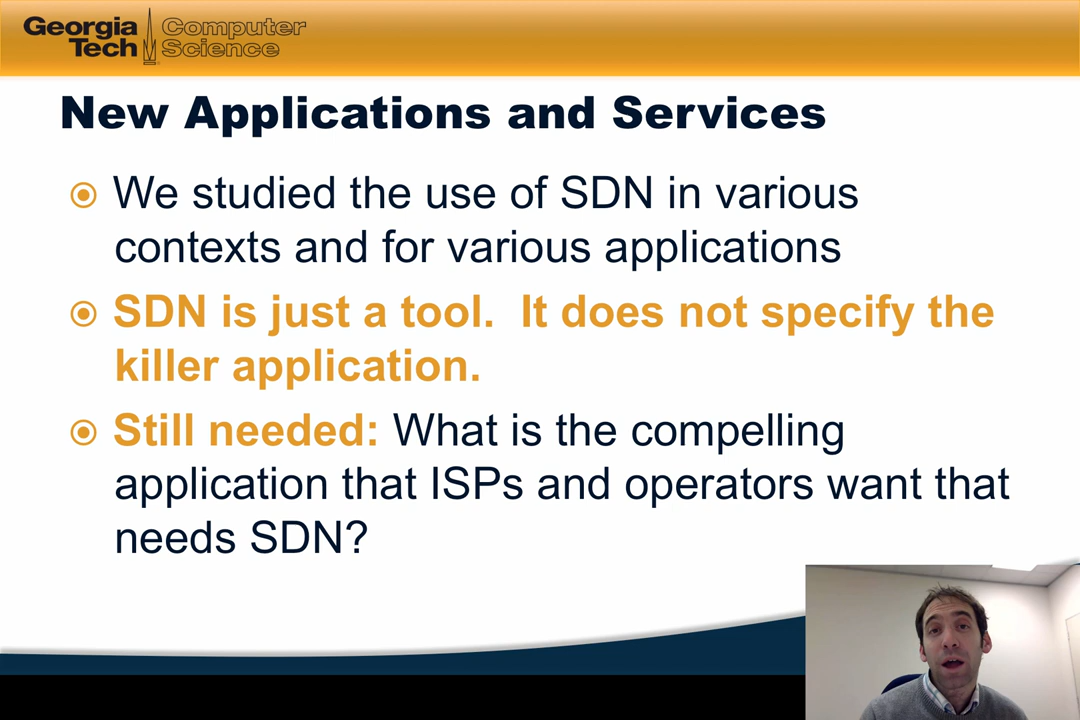 Georgia Tech
Computer Science
New Applications and Services
We studied the use of SDN in various
contexts and for various applications
SDN is just a tool. It does not specify the
killer application.
Still needed: What is the compelling
application that ISPs and operators want that
needs SDN?